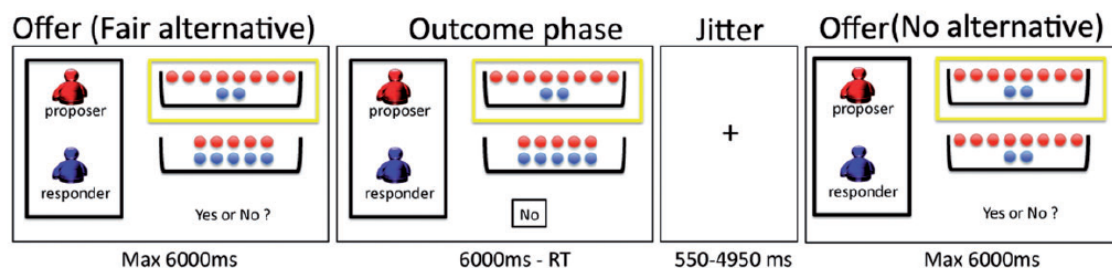 Offer (Fair alternative)
Outcome phase
Jitter
Offer(No alternative)
proposer
responder
Yes or No ?
proposer
responder
No
+
proposer
responder
Yes or No ?
Max 6000ms
6000ms - RT
550-4950 ms
Max 6000ms